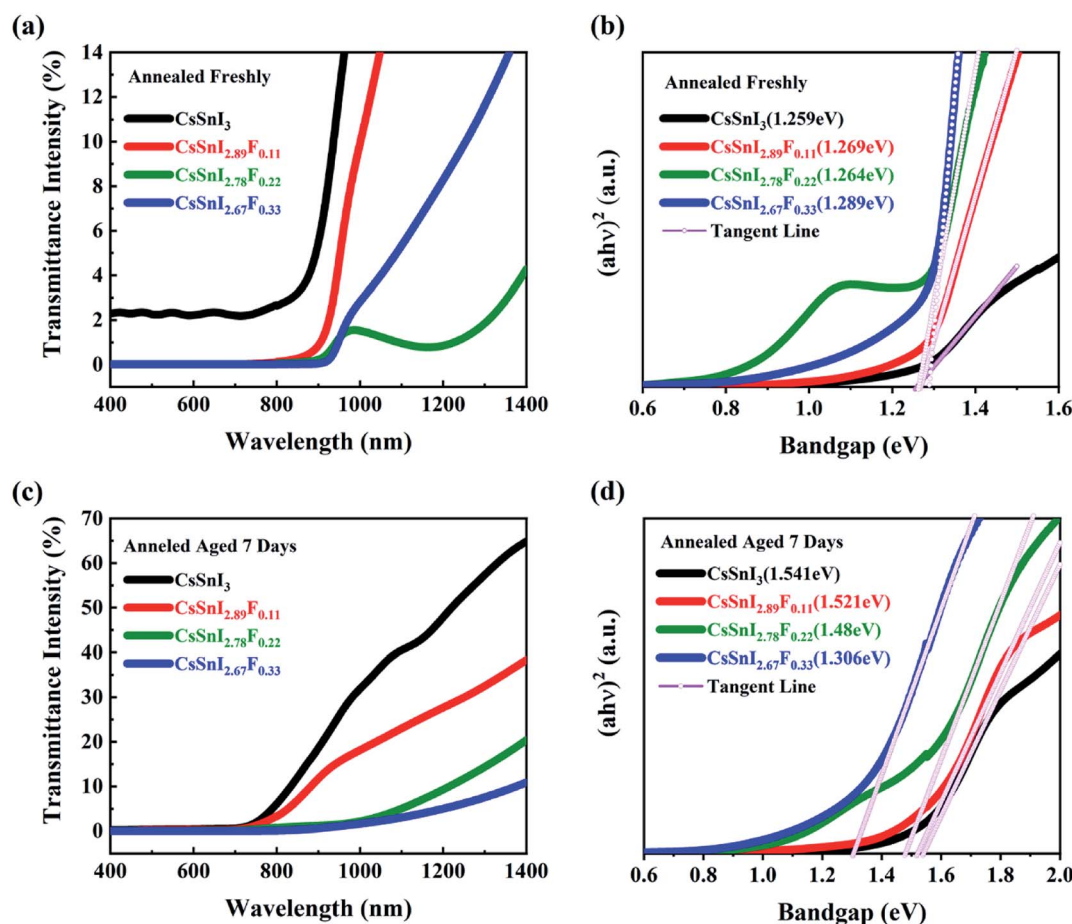 (a)
Transmittance Intensity (%)
14
12
10
8
6
4
2
0
Annealed Freshly
CsSnI₃
CsSnI₂.₈₉F₀.₁₁
CsSnI₂.₇₈F₀.₂₂
CsSnI₂.₆₇F₀.₃₃
400 600 800 1000 1200 1400
Wavelength (nm)
(b)
(ahν)² (a.u.)
Annealed Freshly
CsSnI₃(1.259eV)
CsSnI₂.₈₉F₀.₁₁(1.269eV)
CsSnI₂.₇₈F₀.₂₂(1.264eV)
CsSnI₂.₆₇F₀.₃₃(1.289eV)
Tangent Line
0.6 0.8 1.0 1.2 1.4 1.6
Bandgap (eV)
(c)
Transmittance Intensity (%)
70
60
50
40
30
20
10
0
Anneled Aged 7 Days
CsSnI₃
CsSnI₂.₈₉F₀.₁₁
CsSnI₂.₇₈F₀.₂₂
CsSnI₂.₆₇F₀.₃₃
400 600 800 1000 1200 1400
Wavelength (nm)
(d)
(ahν)² (a.u.)
Annealed Aged 7 Days
CsSnI₃(1.541eV)
CsSnI₂.₈₉F₀.₁₁(1.521eV)
CsSnI₂.₇₈F₀.₂₂(1.48eV)
CsSnI₂.₆₇F₀.₃₃(1.306eV)
Tangent Line
0.6 0.8 1.0 1.2 1.4 1.6 1.8 2.0
Bandgap (eV)